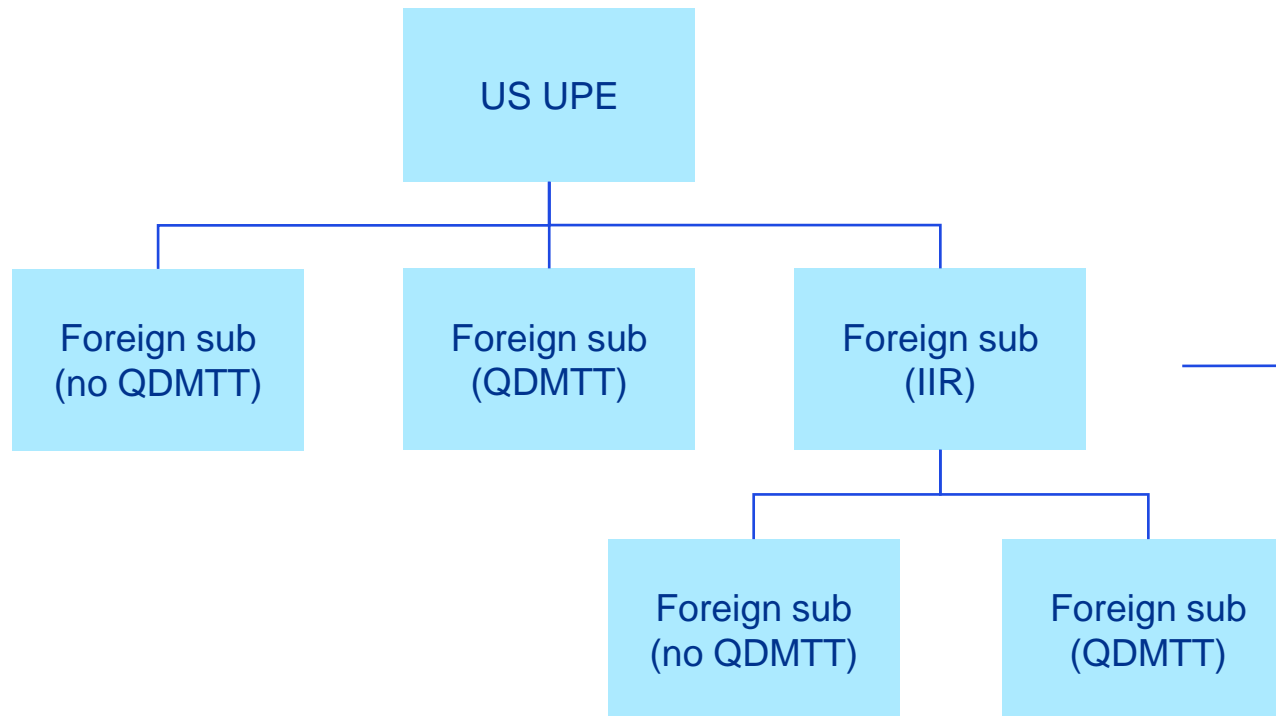 US UPE
Foreign sub
(no QDMTT)
Foreign sub
(QDMTT)
Foreign sub
(IIR)
Foreign sub
(no QDMTT)
Foreign sub
(QDMTT)